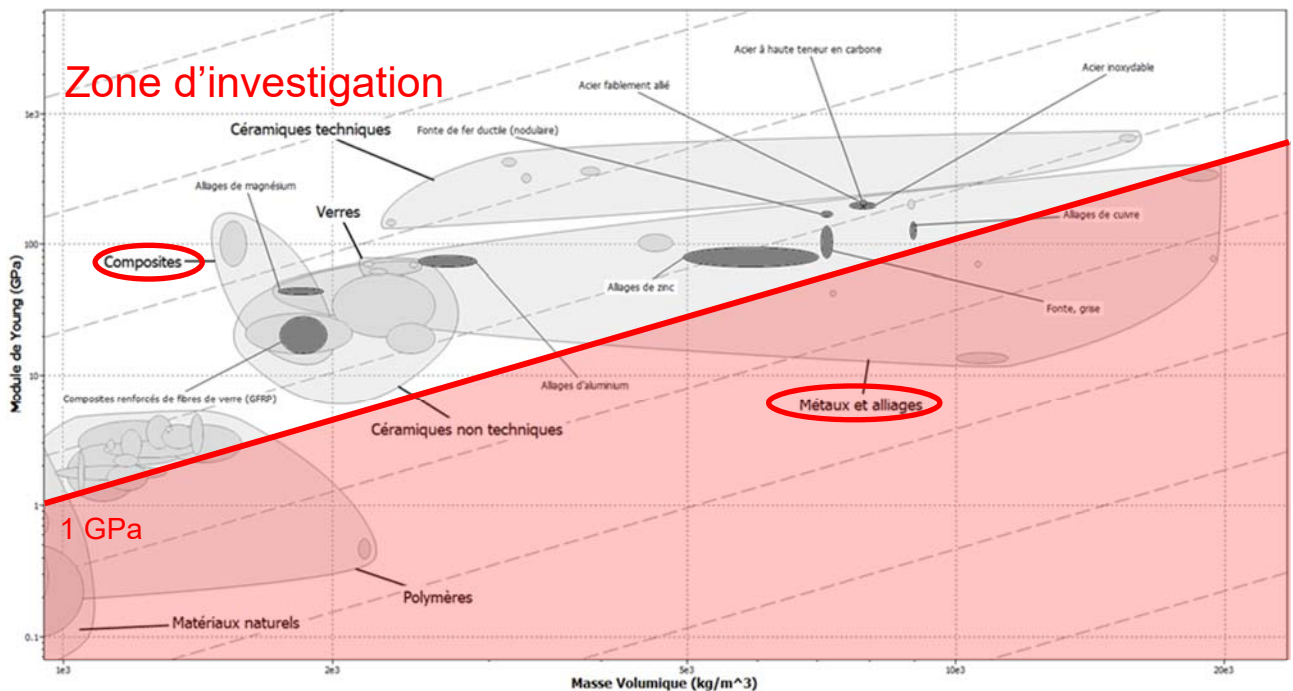 Zone d’investigation
Acier à haute teneur en carbone
Acier inoxydable
Acier fablement allié
1e3
Céramiques techniques
Fonte de fer ductile (nodulaire)
Alliages de magnésium
Verres
Alliages de cuivre
100
Composites
Alliages de zinc
Fonte, grise
Module de Young (GPa)
10
Alliages d'aluminium
Composites renforcés de fibres de verre (GFRP)
Métaux et alliages
Céramiques non techniques
1
1 GPa
Polymères
Matériaux naturels
0.1
1e3
2e3
5e3
10e3
20e3
Masse Volumique (kg/m^3)